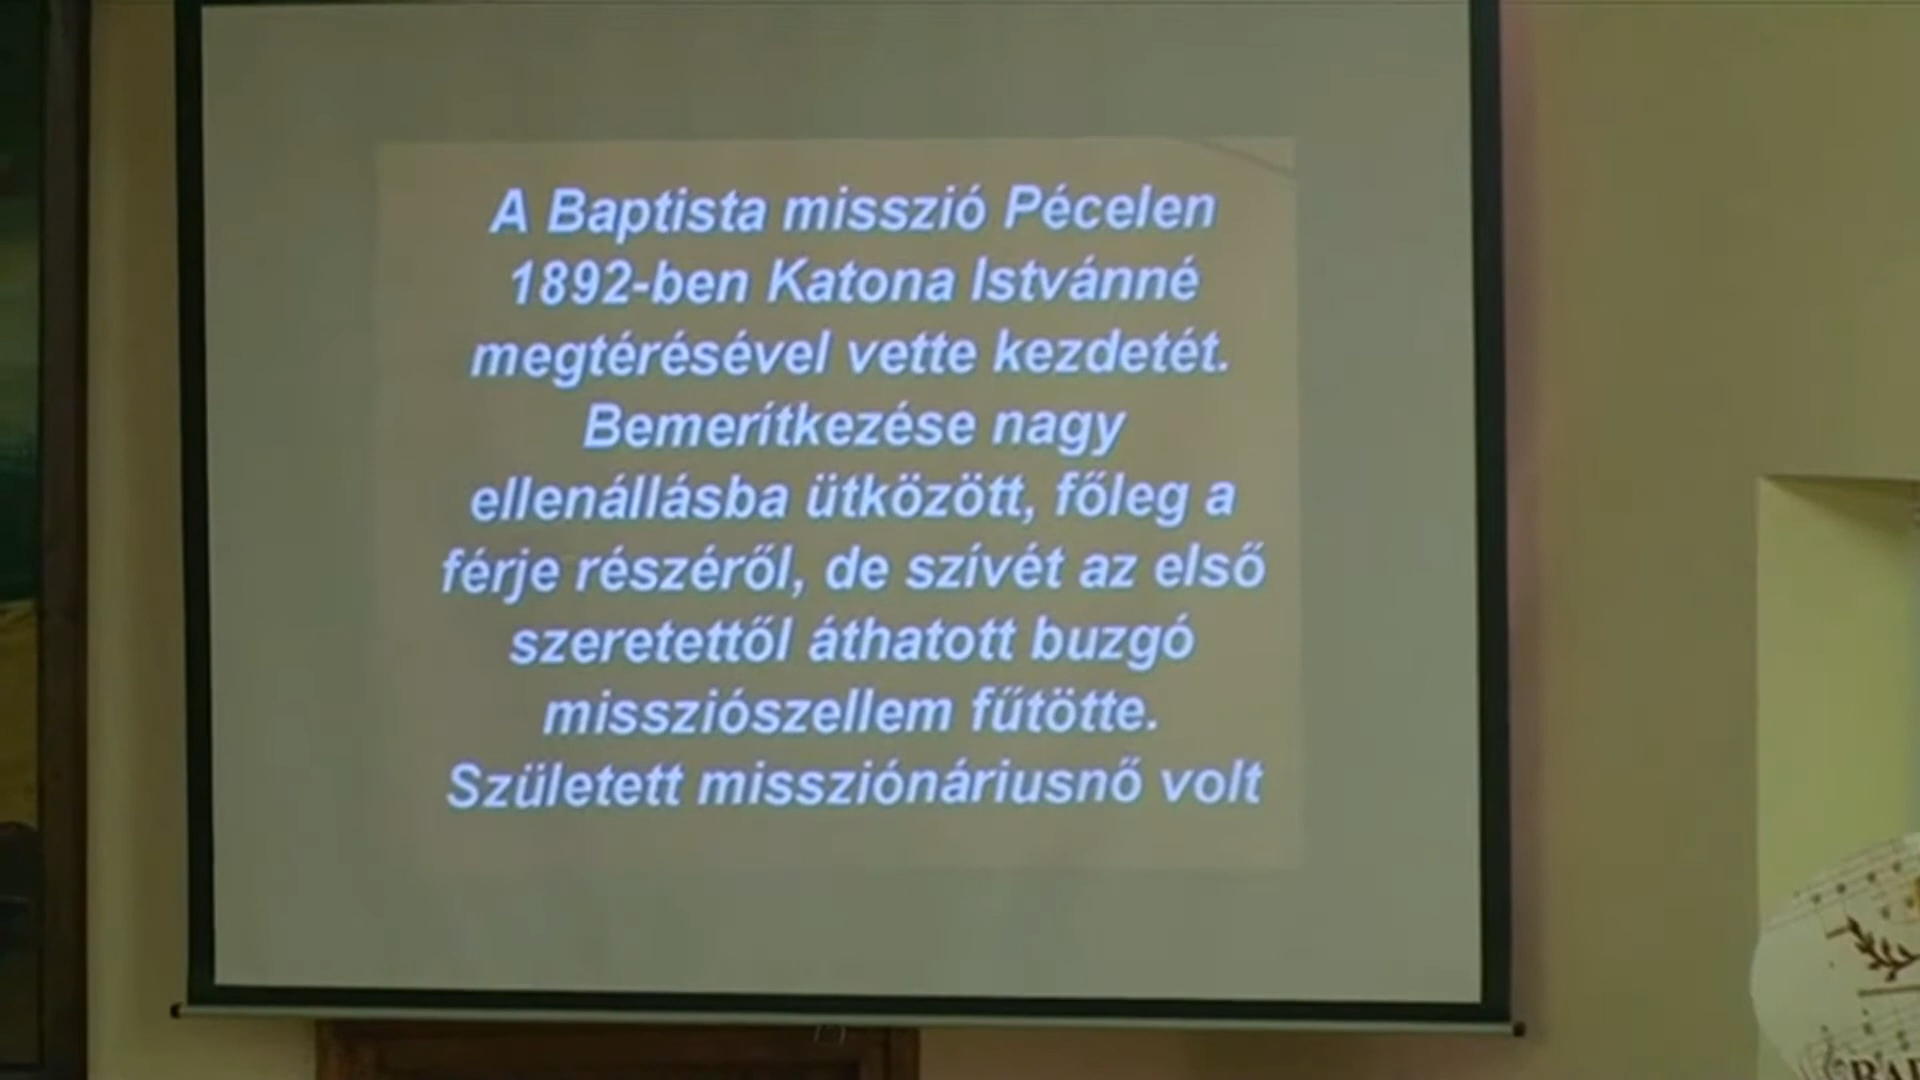 A Baptista misszió Pécelen
1892-ben Katona Istvánné
megtérésével vette kezdetét.
Bemerítkezése nagy
ellenállásba ütközött, főleg a
férje részéről, de szívét az első
szeretettől áthatott buzgó
missziószellem fűtötte.
Született missziónáriusnő volt